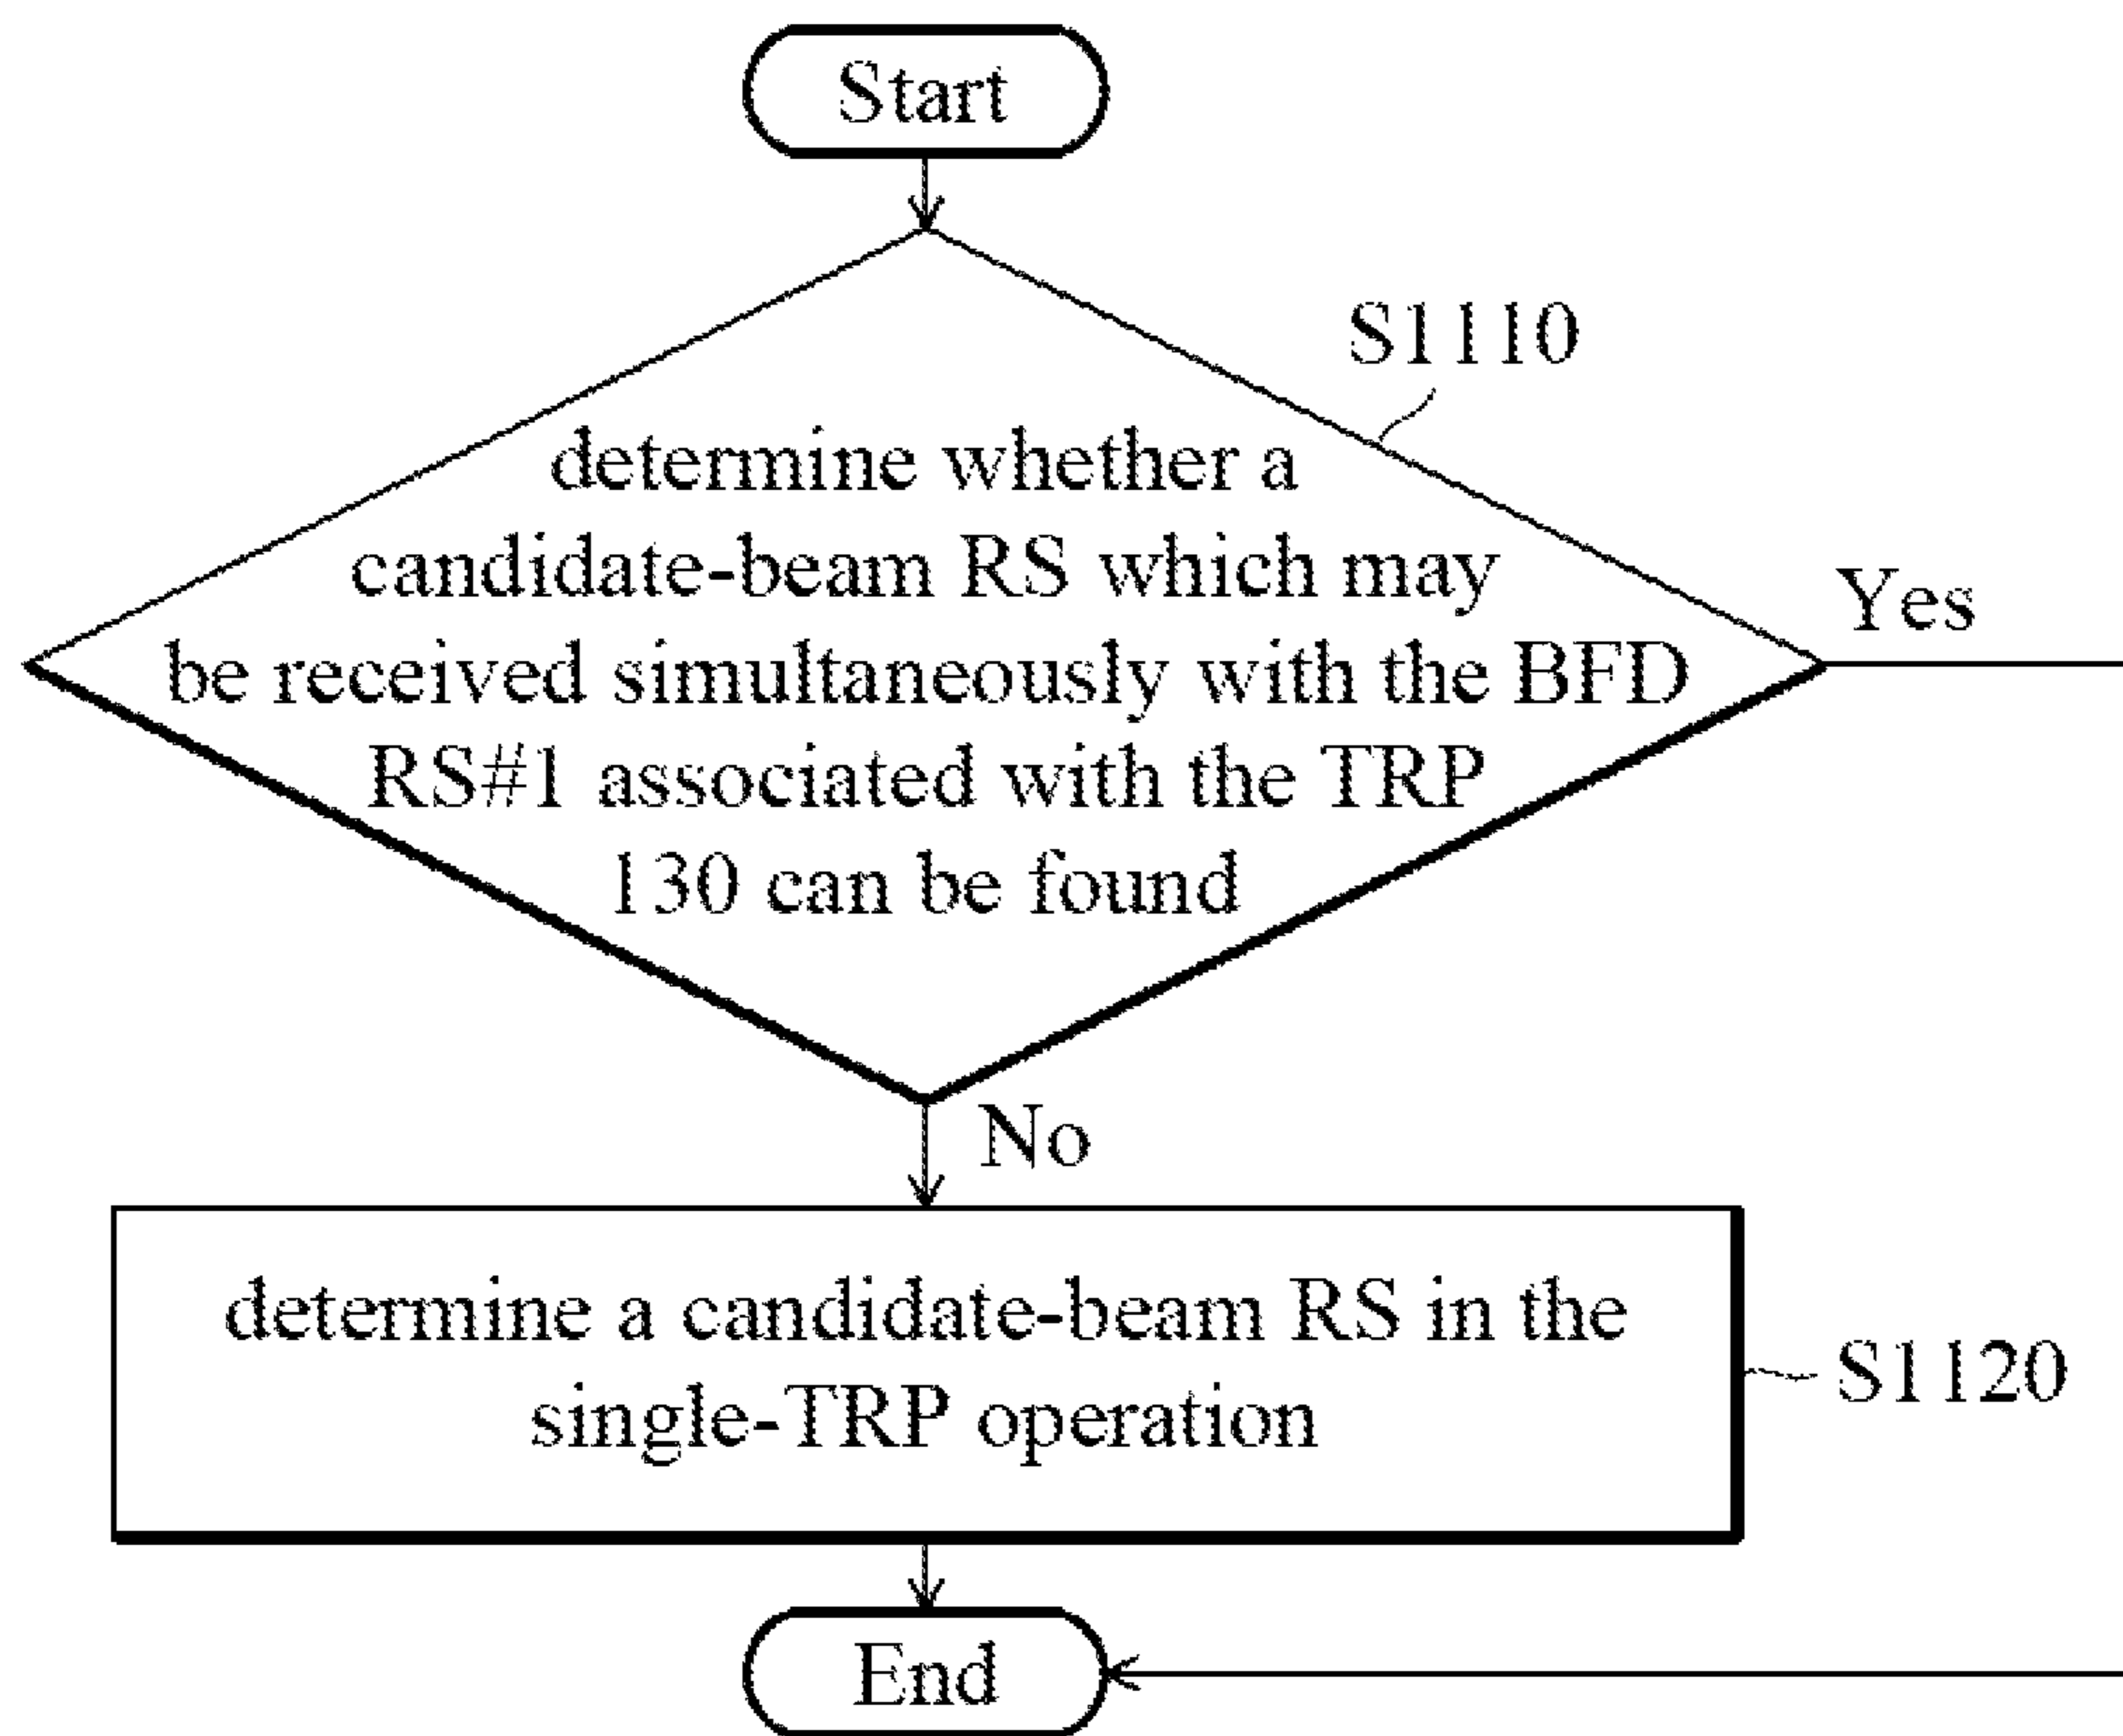 Start
S1110
determine whether a
candidate-beam RS which may
be received simultaneously with the BFD
RS#1 associated with the TRP
130 can be found
Yes
No
determine a candidate-beam RS in the
single-TRP operation
S1120
End